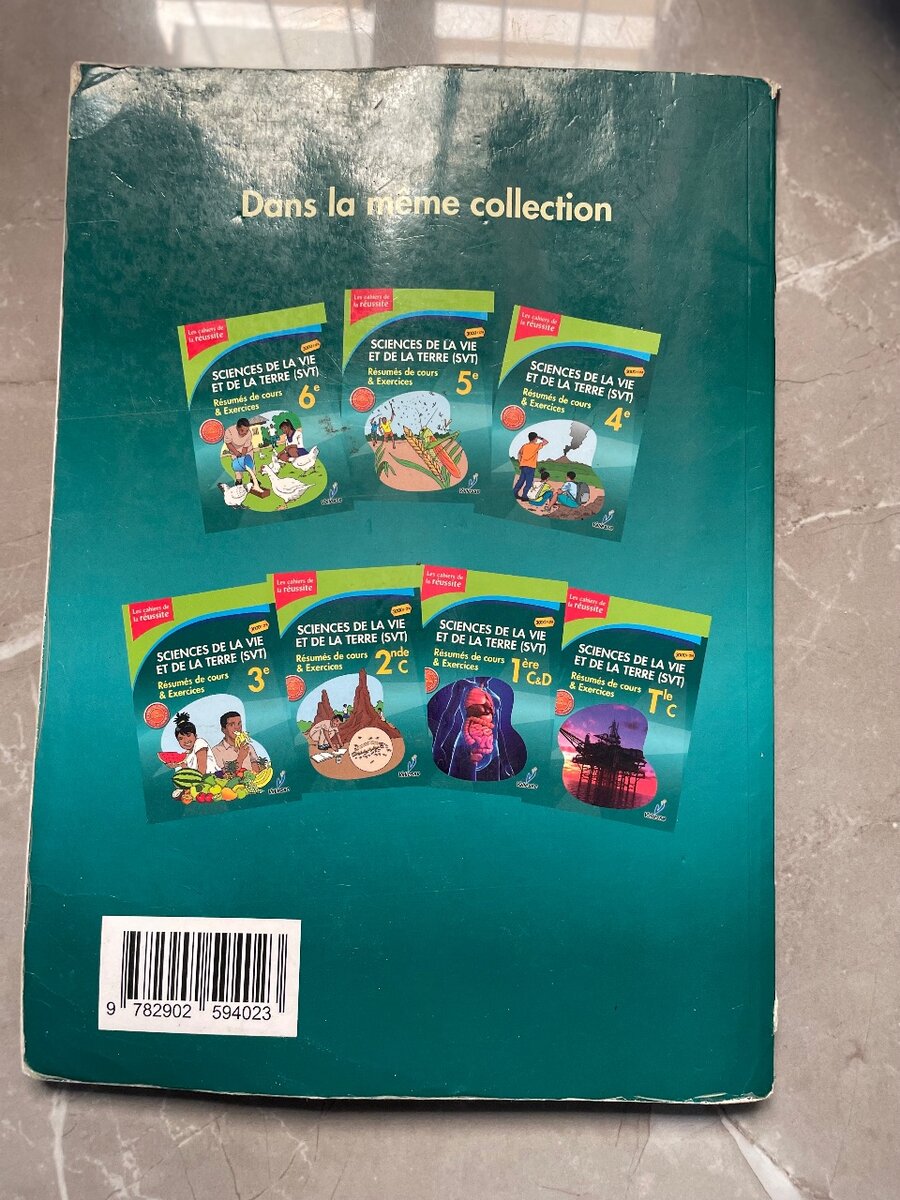 Dans la même collection
Les cahiers de
la réussite
SCIENCES DE LA VIE
ET DE LA TERRE (SVT)
Résumés de cours
& Exercices
6e
Les cahiers de
la réussite
SCIENCES DE LA VIE
ET DE LA TERRE (SVT)
Résumés de cours
& Exercices
5e
Les cahiers de
la réussite
SCIENCES DE LA VIE
ET DE LA TERRE (SVT)
Résumés de cours
& Exercices
4e
Les cahiers de
la réussite
SCIENCES DE LA VIE
ET DE LA TERRE (SVT)
Résumés de cours
& Exercices
3e
Les cahiers de
la réussite
SCIENCES DE LA VIE
ET DE LA TERRE (SVT)
Résumés de cours
& Exercices
2nde
C
Les cahiers de
la réussite
SCIENCES DE LA VIE
ET DE LA TERRE (SVT)
Résumés de cours
& Exercices
1ère
C&D
Les cahiers de
la réussite
SCIENCES DE LA VIE
ET DE LA TERRE (SVT)
Résumés de cours
& Exercices
Tle
C
9 782902 594023